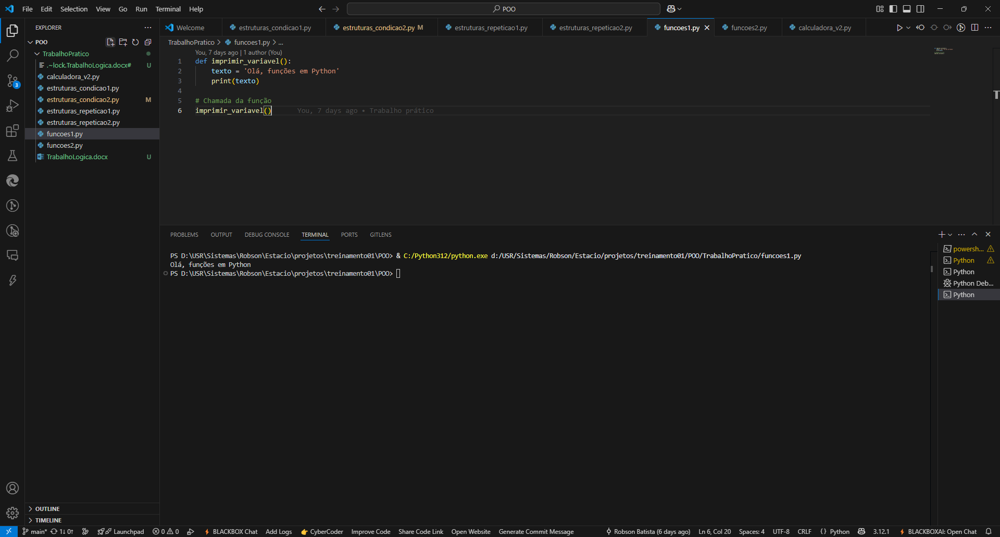 File Edit Selection View Go Run Terminal Help
POO
EXPLORER
POO
TrabalhoPratico
.~lock.TrabalhoLogica.docx# U
calculadora_v2.py
estruturas_condicao1.py
estruturas_condicao2.py M
estruturas_repeticao1.py
estruturas_repeticao2.py
funcoes1.py
funcoes2.py
TrabalhoLogica.docx U
OUTLINE
TIMELINE
3
Welcome estruturas_condicao1.py estruturas_condicao2.py M estruturas_repeticao1.py estruturas_repeticao2.py funcoes1.py funcoes2.py calculadora_v2.py
TrabalhoPratico > funcoes1.py > ...
You, 7 days ago | 1 author (You)
1 def imprimir_variavel():
2 texto = 'Olá, funções em Python'
3 print(texto)
4
5 # Chamada da função
6 imprimir_variavel() You, 7 days ago • Trabalho prático
PROBLEMS OUTPUT DEBUG CONSOLE TERMINAL PORTS GITLENS
PS D:\USR\Sistemas\Robson\Estacio\projetos\treinamento01\POO> & C:/Python312/python.exe d:/USR/Sistemas/Robson/Estacio/projetos/treinamento01/POO/TrabalhoPratico/funcoes1.py
Olá, funções em Python
PS D:\USR\Sistemas\Robson\Estacio\projetos\treinamento01\POO>
powersh...
Python
Python
Python Deb...
Python
main* 1↓ 0↑ Launchpad 0 0 BLACKBOX Chat Add Logs CyberCoder Improve Code Share Code Link Open Website Generate Commit Message Robson Batista (6 days ago) Ln 6, Col 20 Spaces: 4 UTF-8 CRLF {} Python 3.12.1 BLACKBOXAI: Open Chat